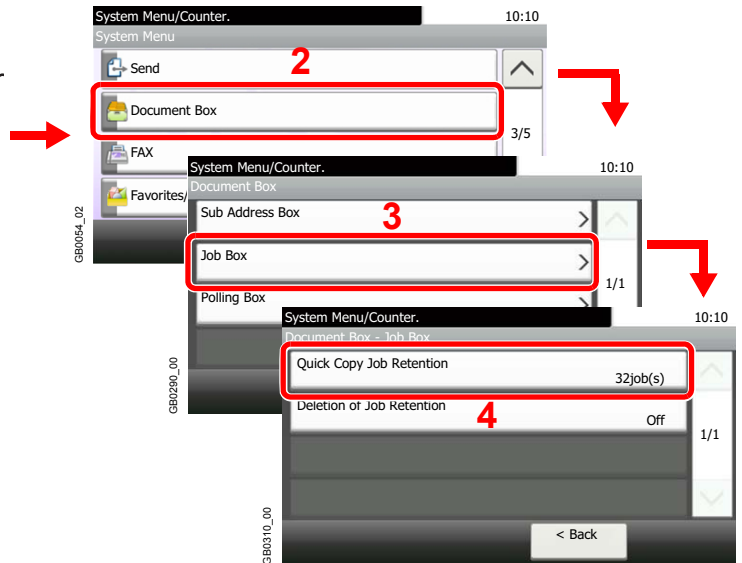 System Menu/Counter. 10:10
System Menu
Send
2
Document Box
3/5
FAX
Favorites/
GB0054_02
System Menu/Counter. 10:10
Document Box
Sub Address Box
3
Job Box
1/1
Polling Box
GB0290_00
System Menu/Counter. 10:10
Document Box - Job Box
Quick Copy Job Retention
32job(s)
Deletion of Job Retention
4
Off
1/1
< Back
GB0310_00